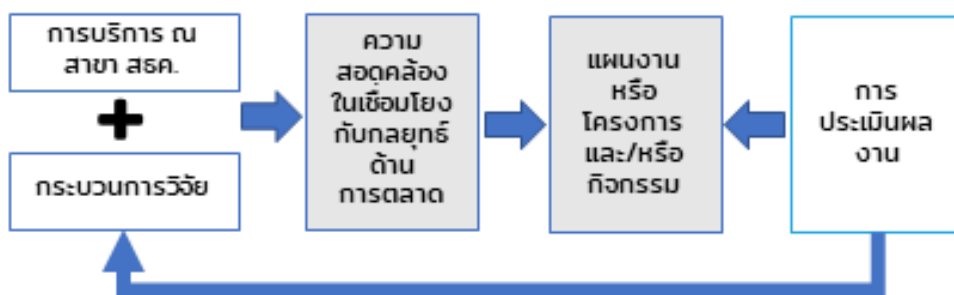 การบริการ ณ
สาขา สธค.
กระบวนการวิจัย
ความ
สอดคล้อง
ในเชื่อมโยง
กับกลยุทธ์
ด้าน
การตลาด
แผนงาน
หรือ
โครงการ
และ/หรือ
กิจกรรม
การ
ประเมินผล
งาน